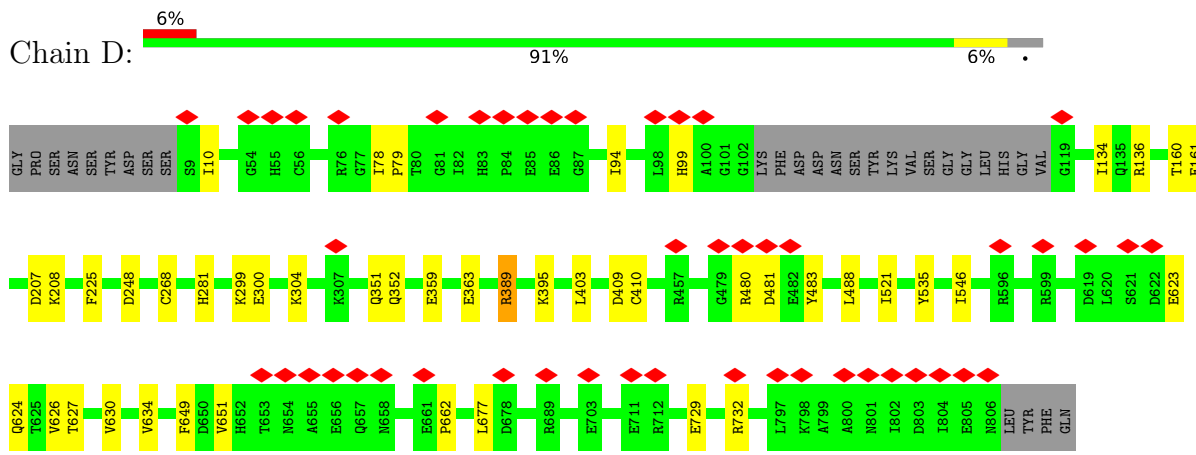 6%
Chain D:
91% 6% •
GLY PRO SER ASN SER TYR ASP SER SER S9 I10 G54 H55 C56 R76 G77 I78 P79 T80 G81 I82 H83 P84 E85 E86 G87 I94 L98 H99 A100 G101 G102 LYS PHE ASP ASP ASN SER TYR LYS VAL SER GLY GLY LEU HIS GLY VAL G119 I134 Q135 R136 T160 E161
D207 K208 F225 D248 C268 H281 K299 E300 K304 K307 Q351 Q352 E359 E363 R389 K395 L403 D409 C410 R457 G479 R480 D481 E482 Y483 L488 I521 Y535 I546 R596 R599 D619 L620 S621 D622 E623
Q624 T625 V626 T627 V630 V634 F649 D650 V651 H652 T653 N654 A655 E656 Q657 N658 E661 P662 L677 D678 R689 E703 E711 R712 E729 R732 L797 K798 A799 A800 N801 I802 D803 I804 E805 N806 LEU TYR PHE GLN